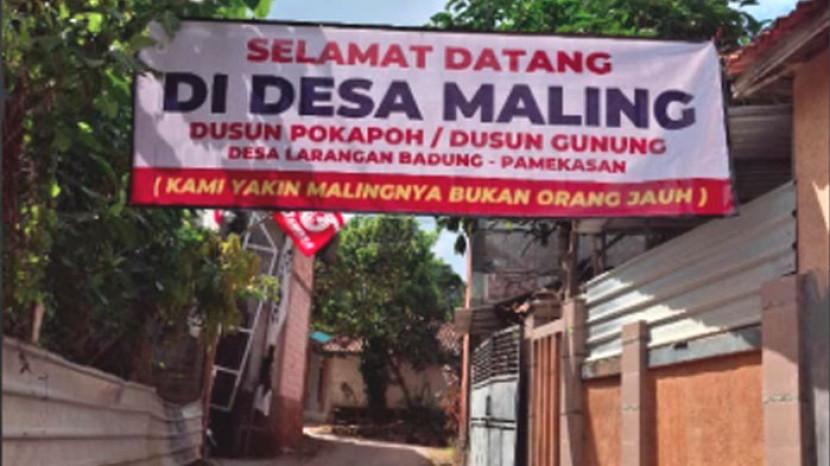 SELAMAT DATANG
DI DESA MALING
DUSUN POKAPOH / DUSUN GUNUNG
DESA LARANGAN BADUNG - PAMEKASAN
( KAMI YAKIN MALINGNYA BUKAN ORANG JAUH )